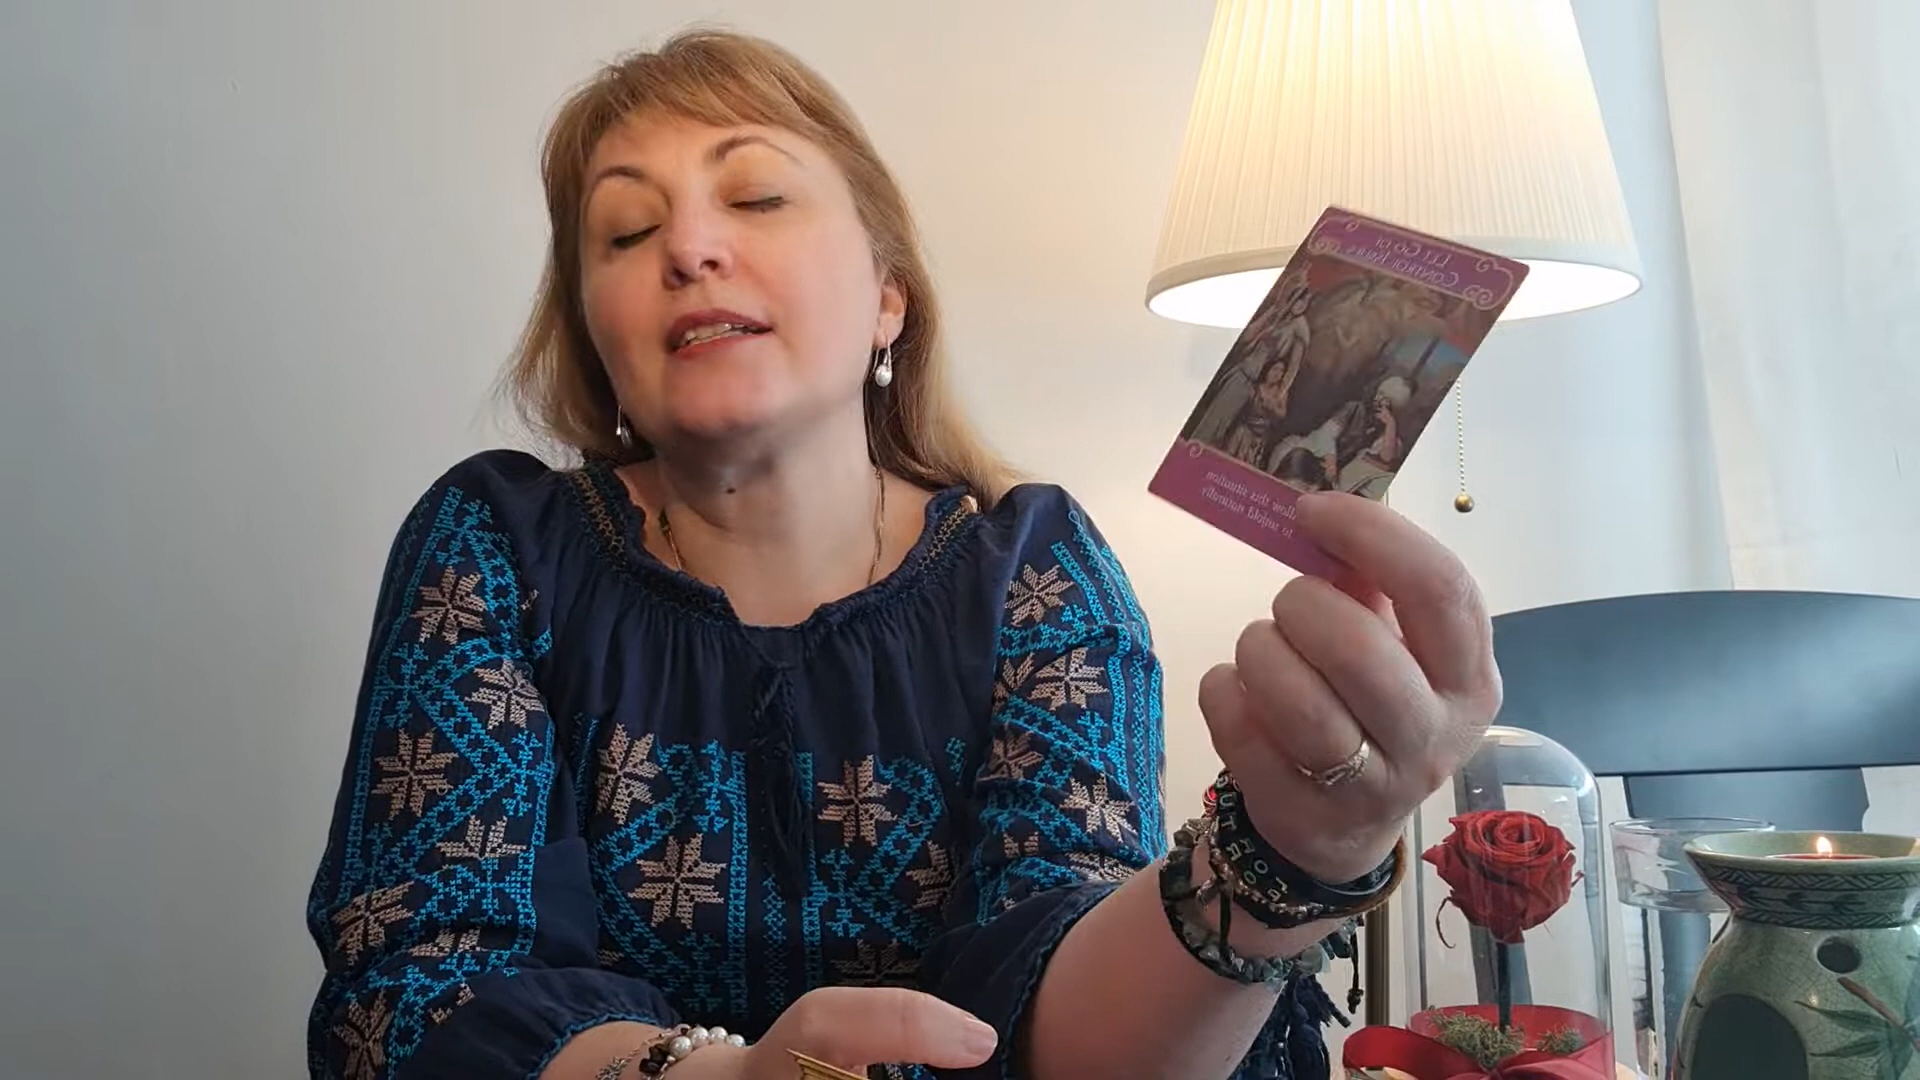 LET GO OF
CONTROL ISSUES
Allow this situation
to unfold naturally